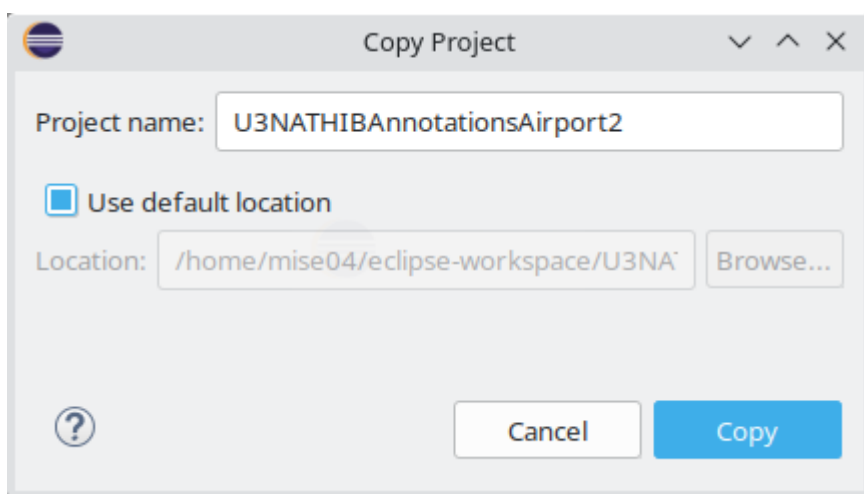 Copy Project
Project name: U3NATHIBAnnotationsAirport2
Use default location
Location: /home/mise04/eclipse-workspace/U3NA Browse...
? Cancel Copy